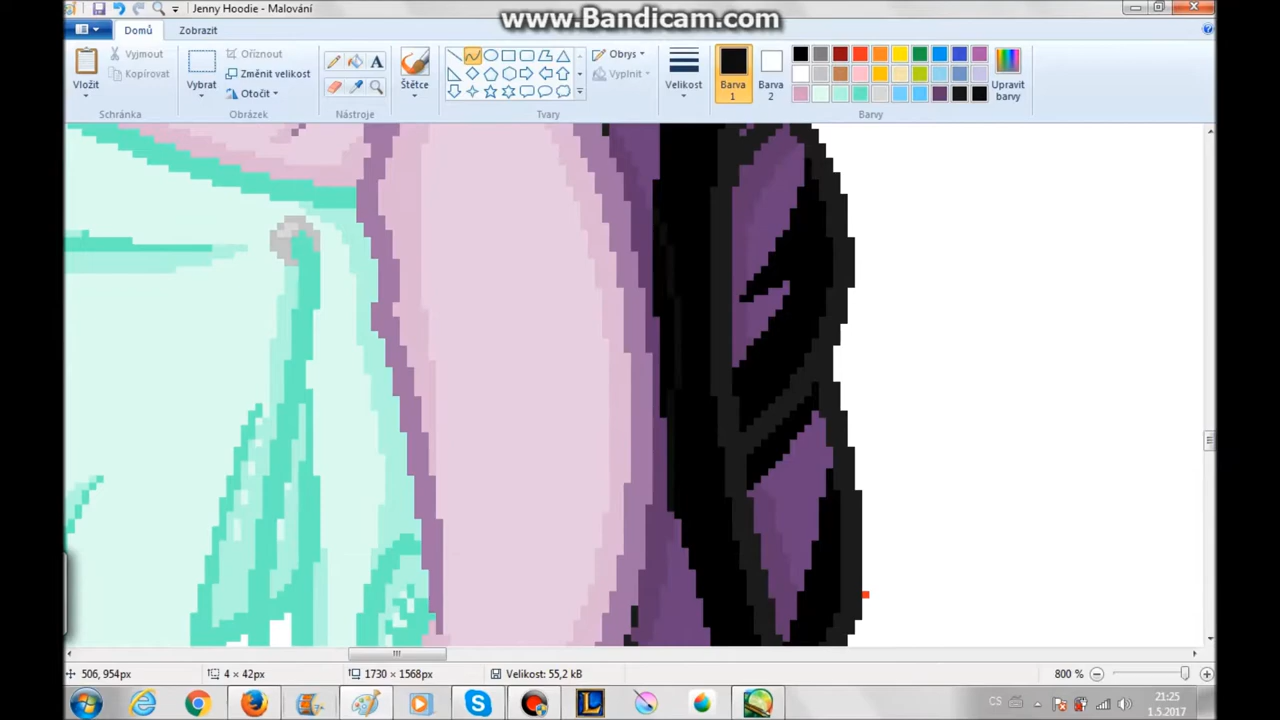 www.Bandicam.com
Jenny Hoodie - Malování
Domů
Zobrazit
Vložit
Vyjmout
Kopírovat
Schránka
Vybrat
Oříznout
Změnit velikost
Otočit
Obrázek
A
Nástroje
Štětce
Obrys
Vyplnit
Tvary
Velikost
Barva 1
Barva 2
Upravit barvy
Barvy
506, 954px
4 × 42px
1730 × 1568px
Velikost: 55,2 kB
800 %
CS
21:25
1.5.2017